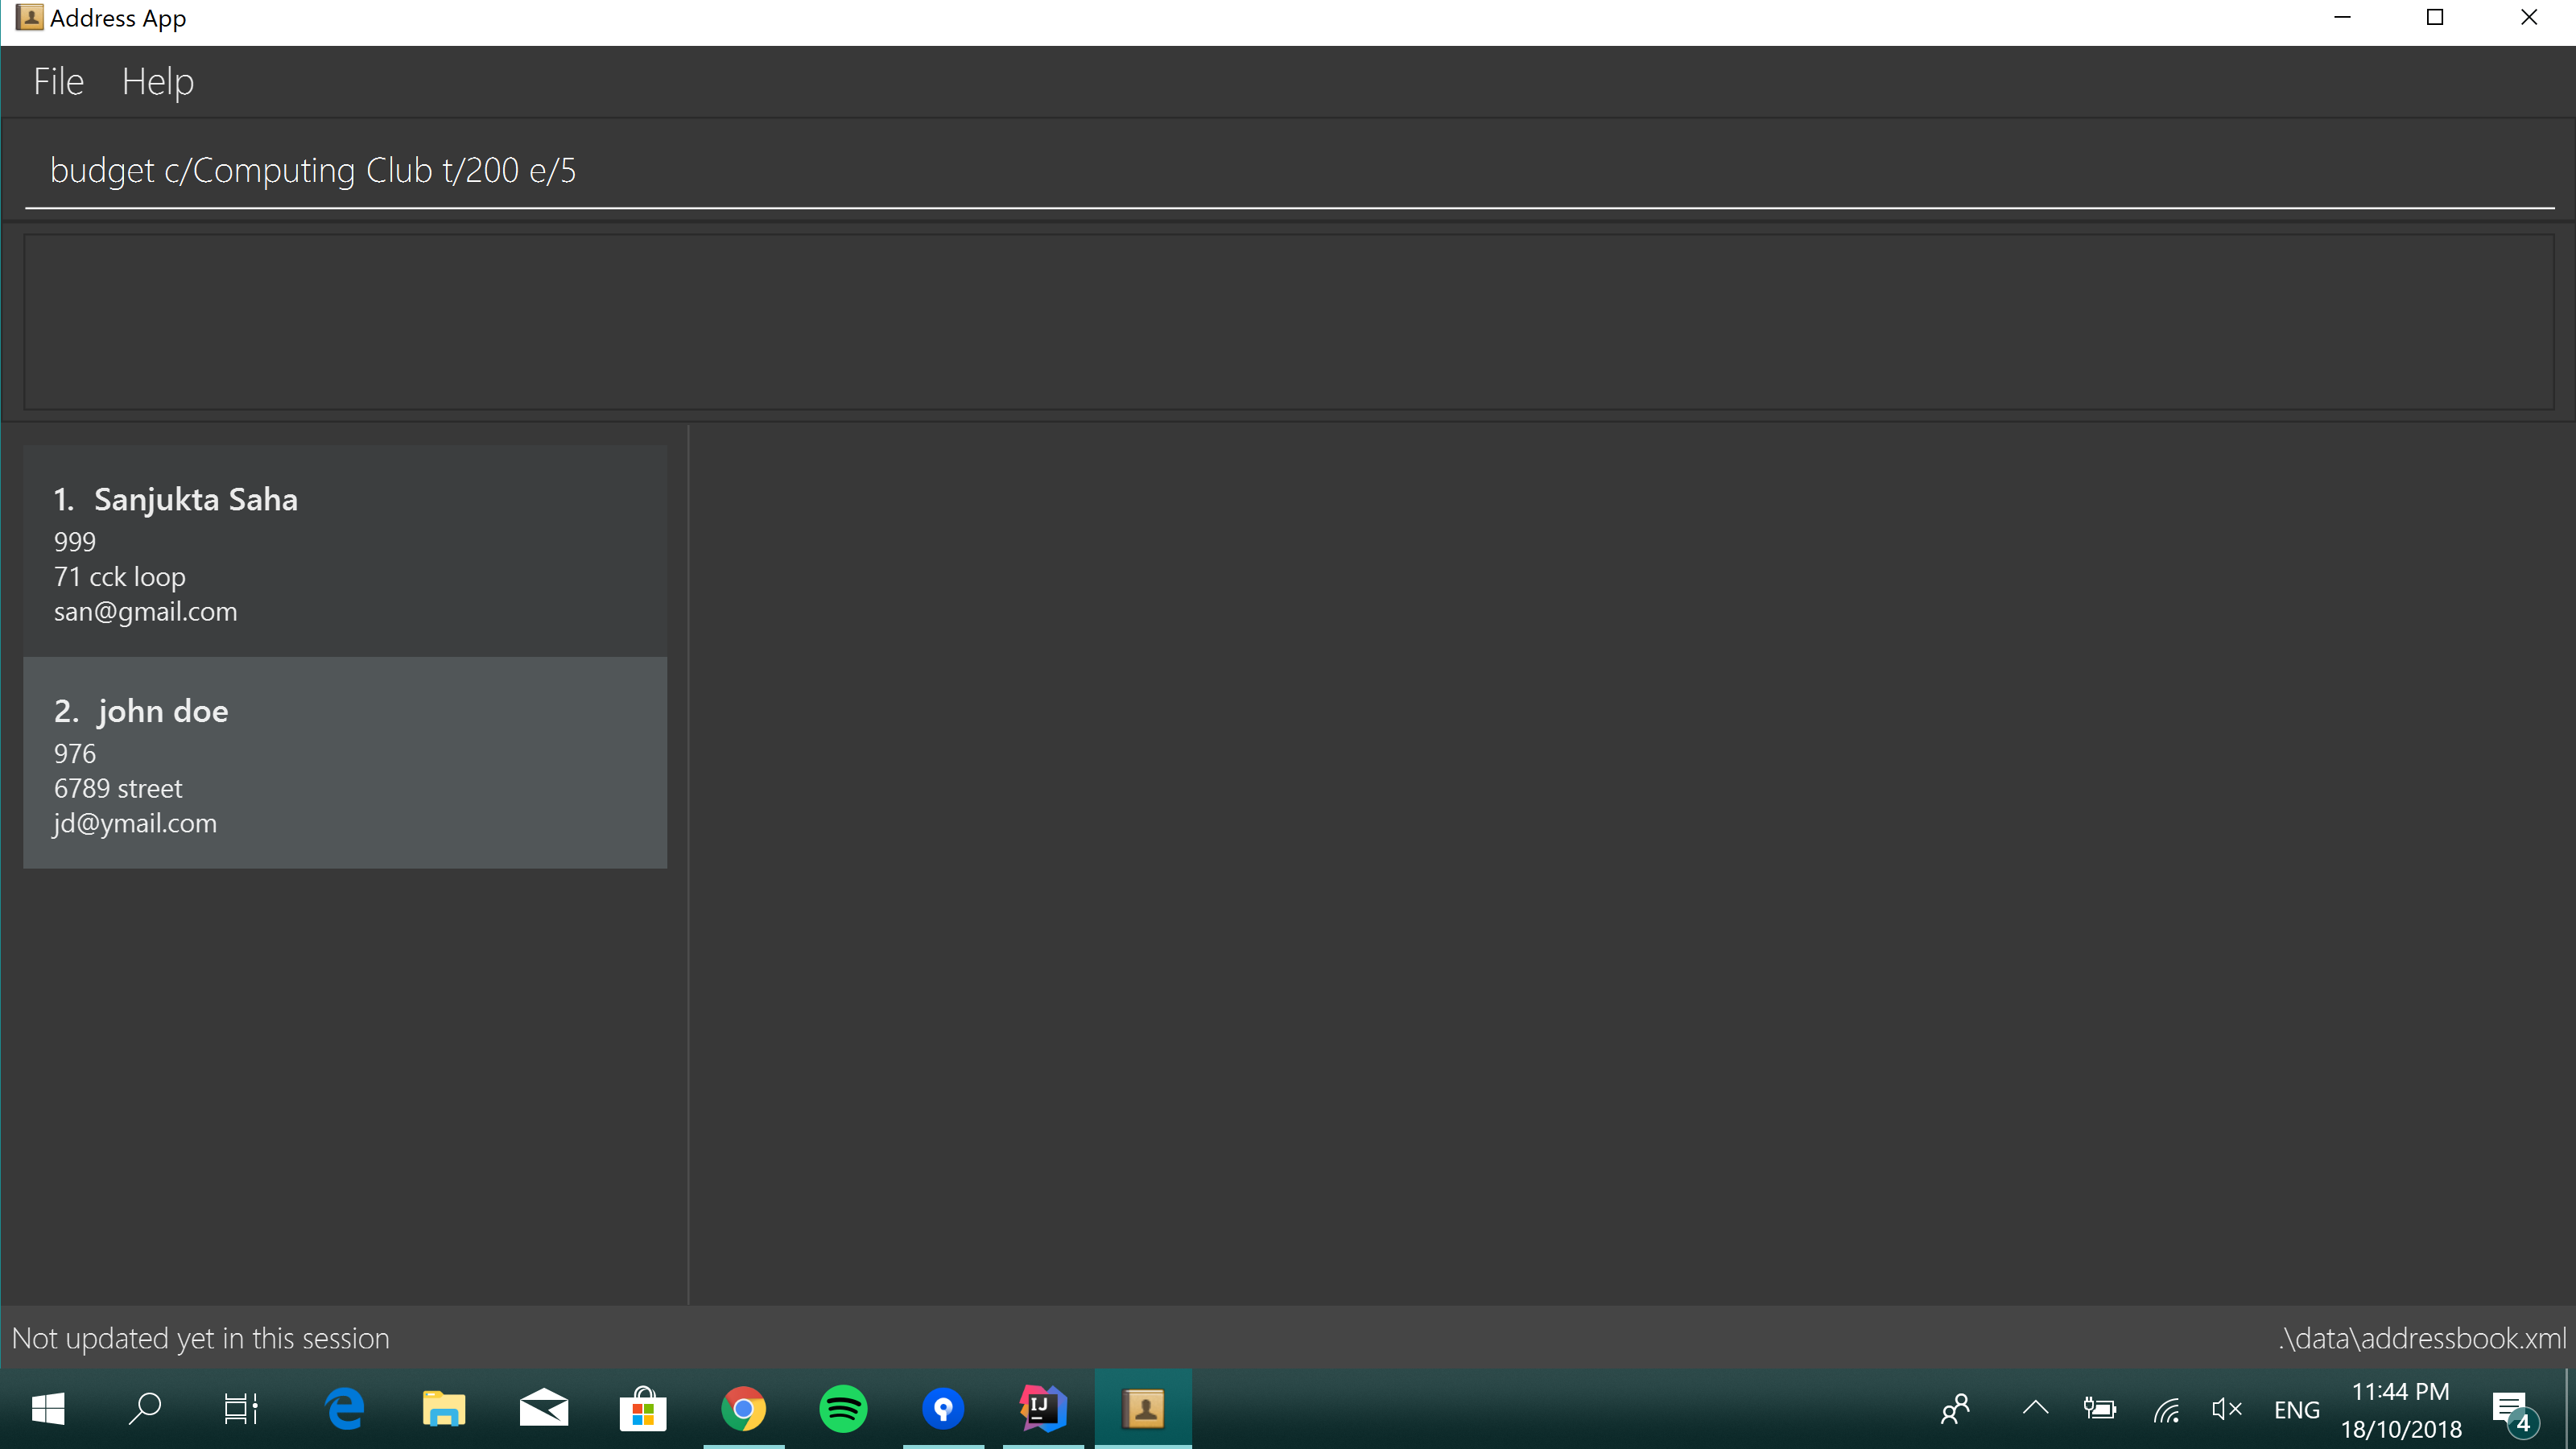 Address App
File Help
budget c/Computing Club t/200 e/5
1. Sanjukta Saha
999
71 cck loop
san@gmail.com
2. john doe
976
6789 street
jd@ymail.com
Not updated yet in this session
.\data\addressbook.xml
IJ
ENG
11:44 PM
18/10/2018
4